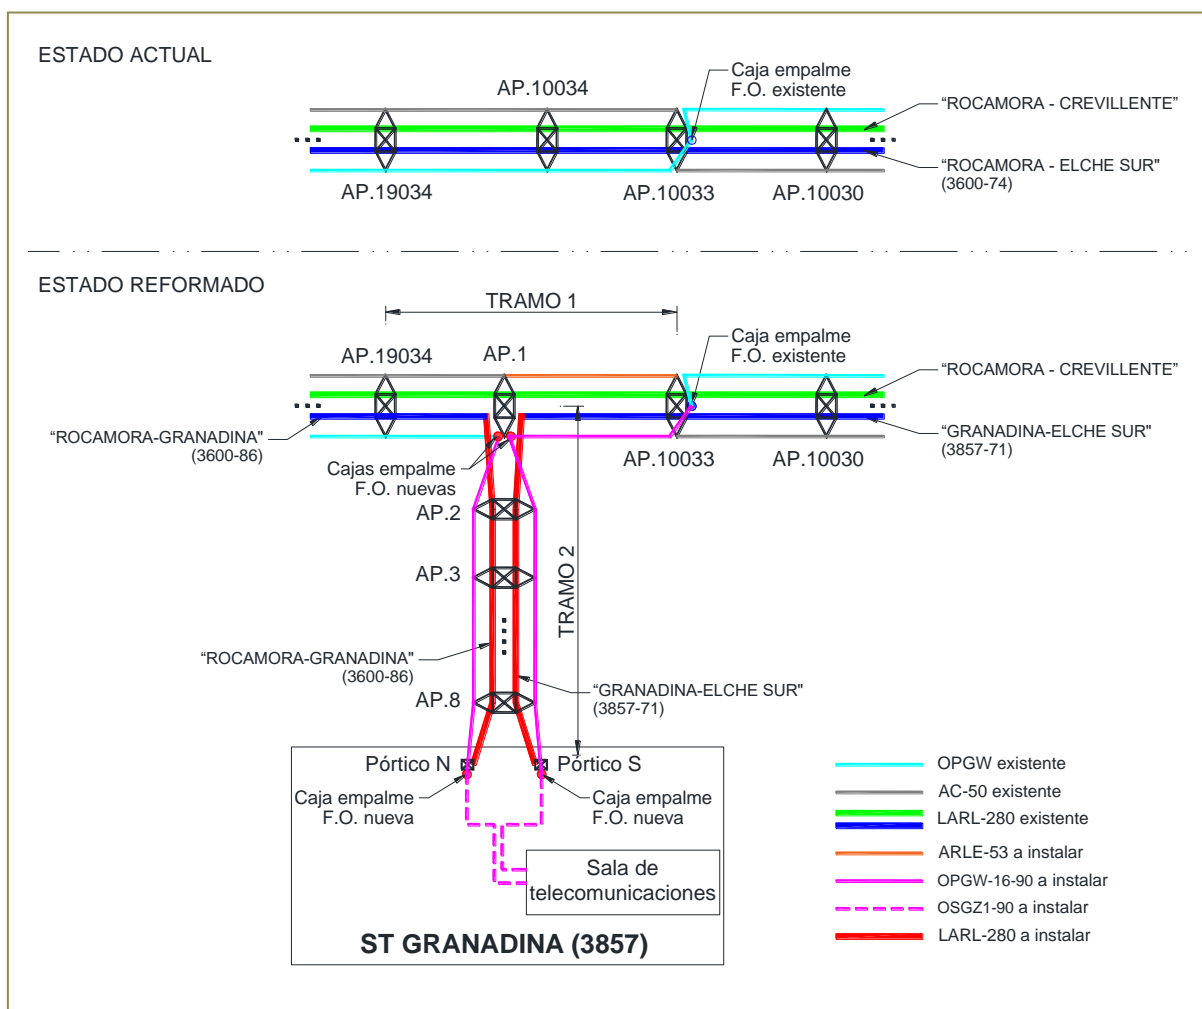 ESTADO ACTUAL
Caja empalme
F.O. existente
AP.10034
“ROCAMORA - CREVILLENTE”
“ROCAMORA - ELCHE SUR"
(3600-74)
AP.19034
AP.10033
AP.10030
ESTADO REFORMADO
TRAMO 1
Caja empalme
F.O. existente
AP.19034
AP.1
“ROCAMORA - CREVILLENTE”
“ROCAMORA-GRANADINA”
(3600-86)
“GRANADINA-ELCHE SUR”
(3857-71)
Cajas empalme
F.O. nuevas
AP.10033
AP.10030
AP.2
AP.3
TRAMO 2
“ROCAMORA-GRANADINA"
(3600-86)
“GRANADINA-ELCHE SUR"
(3857-71)
AP.8
Pórtico N
Pórtico S
Caja empalme
F.O. nueva
Caja empalme
F.O. nueva
Sala de
telecomunicaciones
ST GRANADINA (3857)
OPGW existente
AC-50 existente
LARL-280 existente
ARLE-53 a instalar
OPGW-16-90 a instalar
OSGZ1-90 a instalar
LARL-280 a instalar